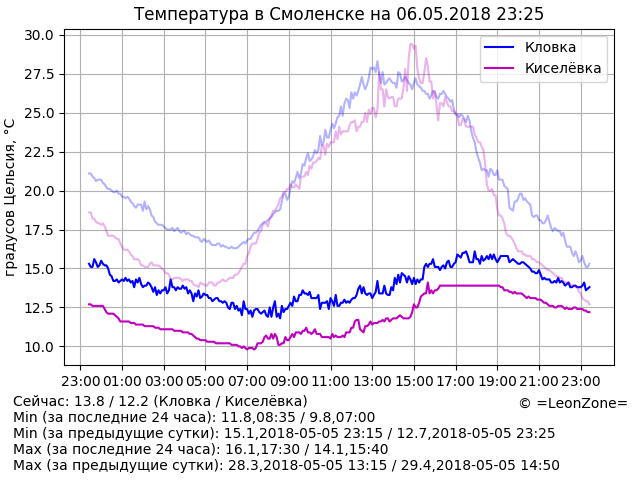 Температура в Смоленске на 06.05.2018 23:25
градусов Цельсия, °C
30.0
27.5
25.0
22.5
20.0
17.5
15.0
12.5
10.0
Кловка
Киселёвка
23:00 01:00 03:00 05:00 07:00 09:00 11:00 13:00 15:00 17:00 19:00 21:00 23:00
Сейчас: 13.8 / 12.2 (Кловка / Киселёвка)
© =LeonZone=
Min (за последние 24 часа): 11.8,08:35 / 9.8,07:00
Min (за предыдущие сутки): 15.1,2018-05-05 23:15 / 12.7,2018-05-05 23:25
Max (за последние 24 часа): 16.1,17:30 / 14.1,15:40
Max (за предыдущие сутки): 28.3,2018-05-05 13:15 / 29.4,2018-05-05 14:50